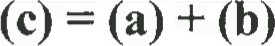 (c) = (a) + (b)